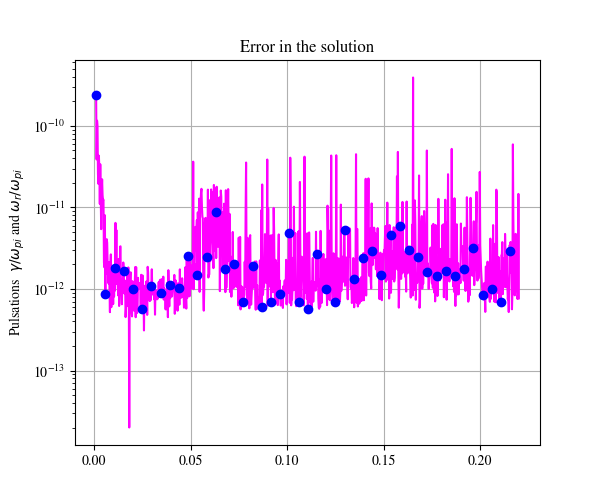 Error in the solution
Pulsations γ/ω_pi and ω_r/ω_pi
10⁻¹⁰
10⁻¹¹
10⁻¹²
10⁻¹³
0.00 0.05 0.10 0.15 0.20